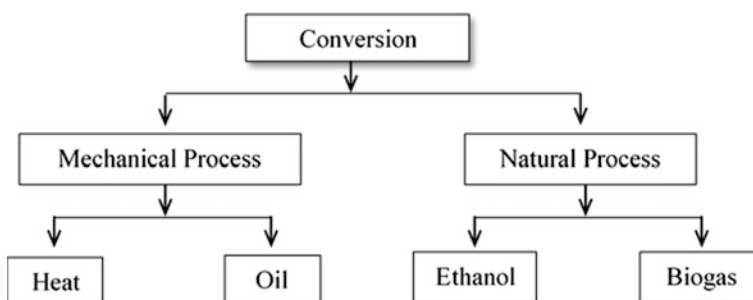 Conversion
Mechanical Process
Natural Process
Heat
Oil
Ethanol
Biogas